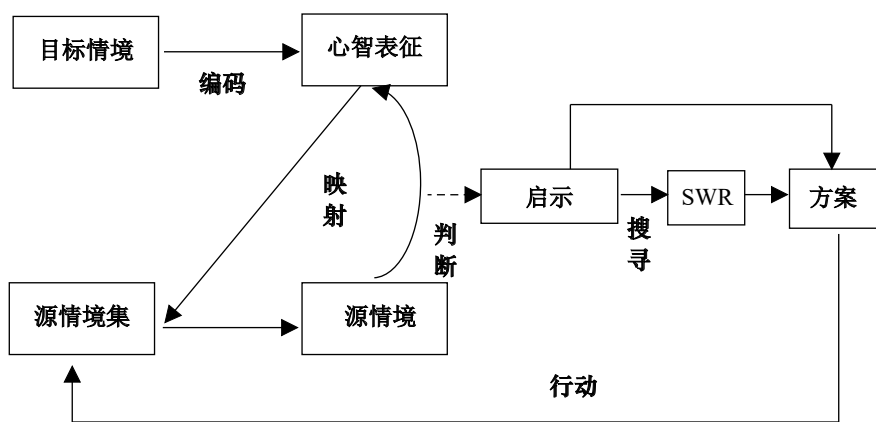 目标情境
心智表征
编码
映
射
启示
SWR
方案
判
断
搜
寻
源情境集
源情境
行动